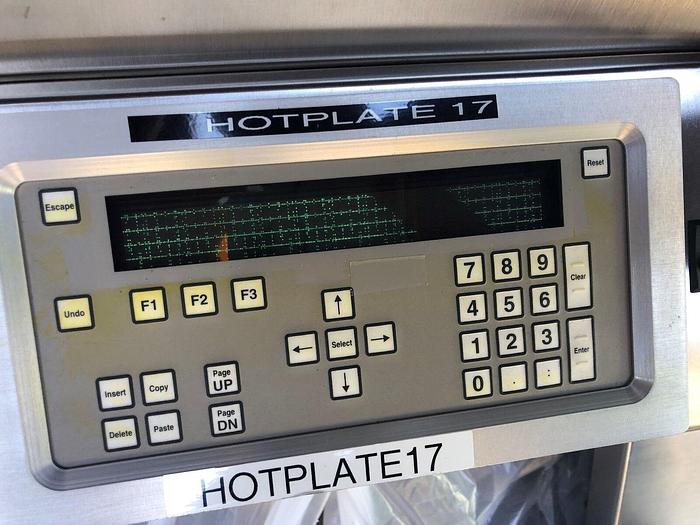 HOTPLATE 17
Escape
Reset
Undo
F1
F2
F3
7
8
9
Clear
4
5
6
↑
←
Select
→
↓
1
2
3
Enter
0
.
:
Insert
Copy
Page
UP
Delete
Paste
Page
DN
HOTPLATE17